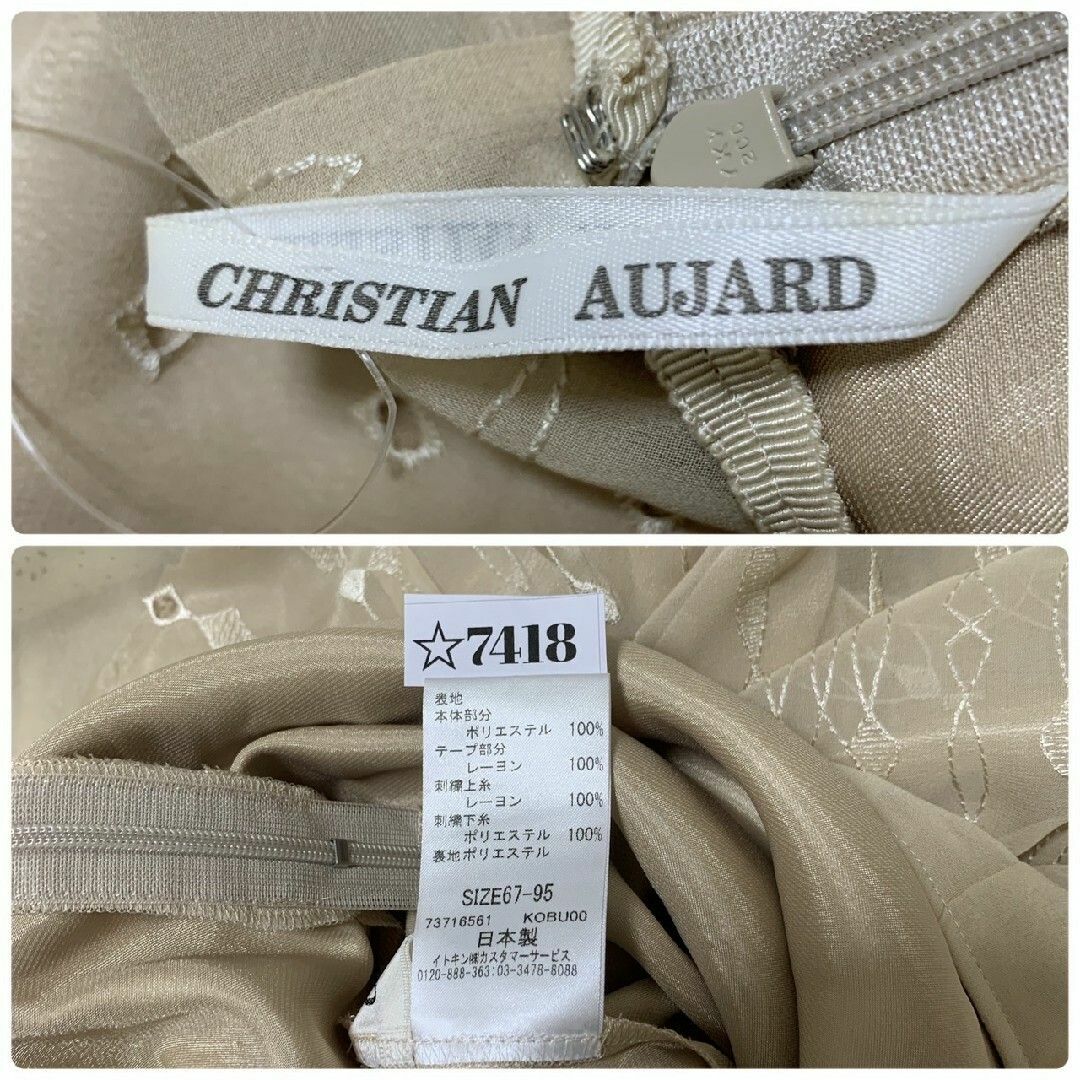 CHRISTIAN AUJARD
☆7418
表地
本体部分
ポリエステル 100%
テープ部分
レーヨン 100%
刺繍上糸
レーヨン 100%
刺繍下糸
ポリエステル 100%
裏地ポリエステル
SIZE67-95
73716561 KOBU00
日本製
イトキン㈱カスタマーサービス
0120-888-363:03-3478-8088